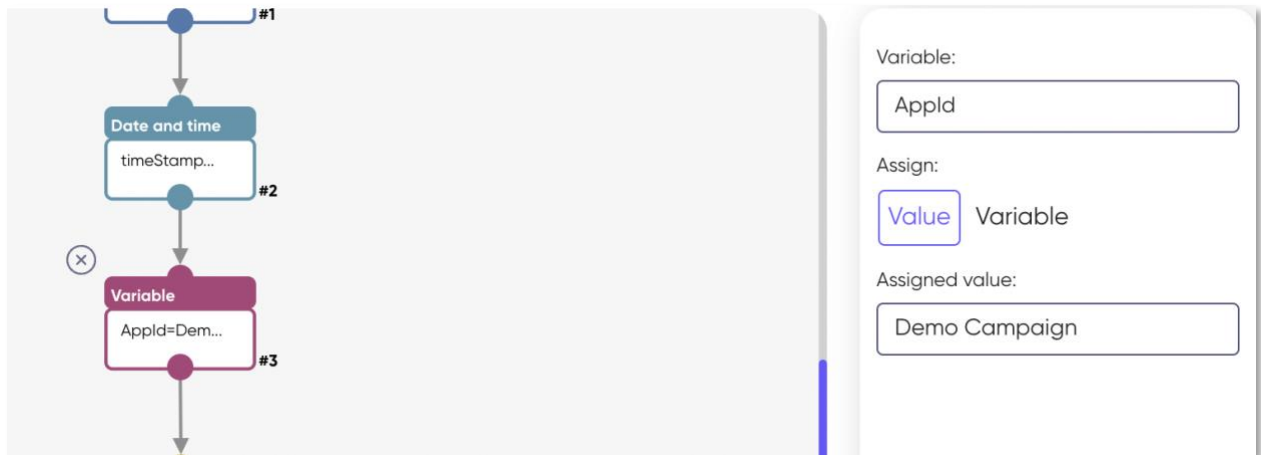 #1
Date and time
timeStamp...
#2
Variable
AppId=Dem...
#3
Variable:
AppId
Assign:
Value Variable
Assigned value:
Demo Campaign